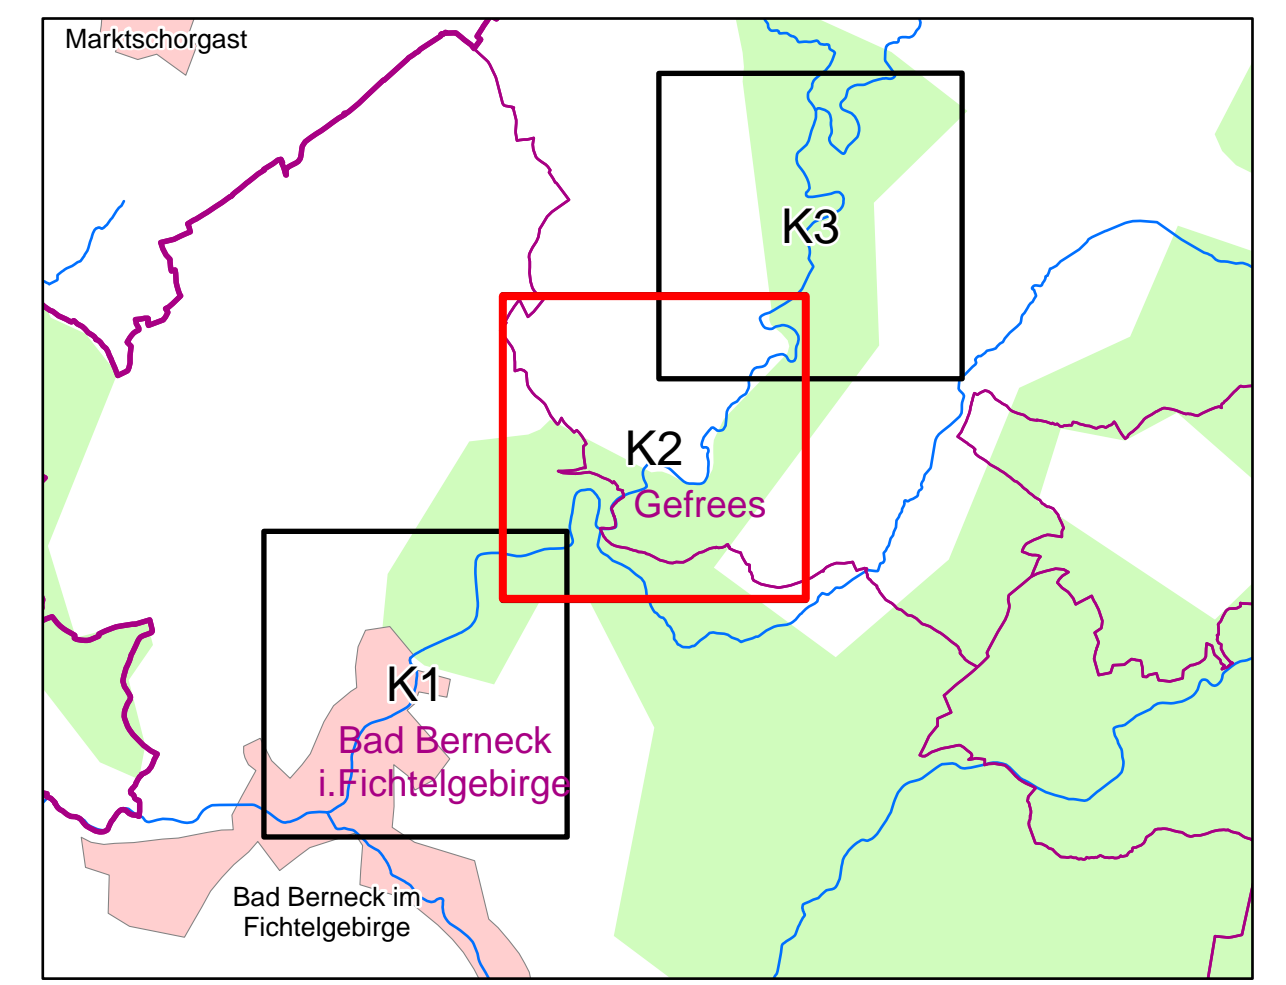 Marktschorgast
K3
K2
Gefrees
K1
Bad Berneck
i.Fichtelgebirge
Bad Berneck im
Fichtelgebirge